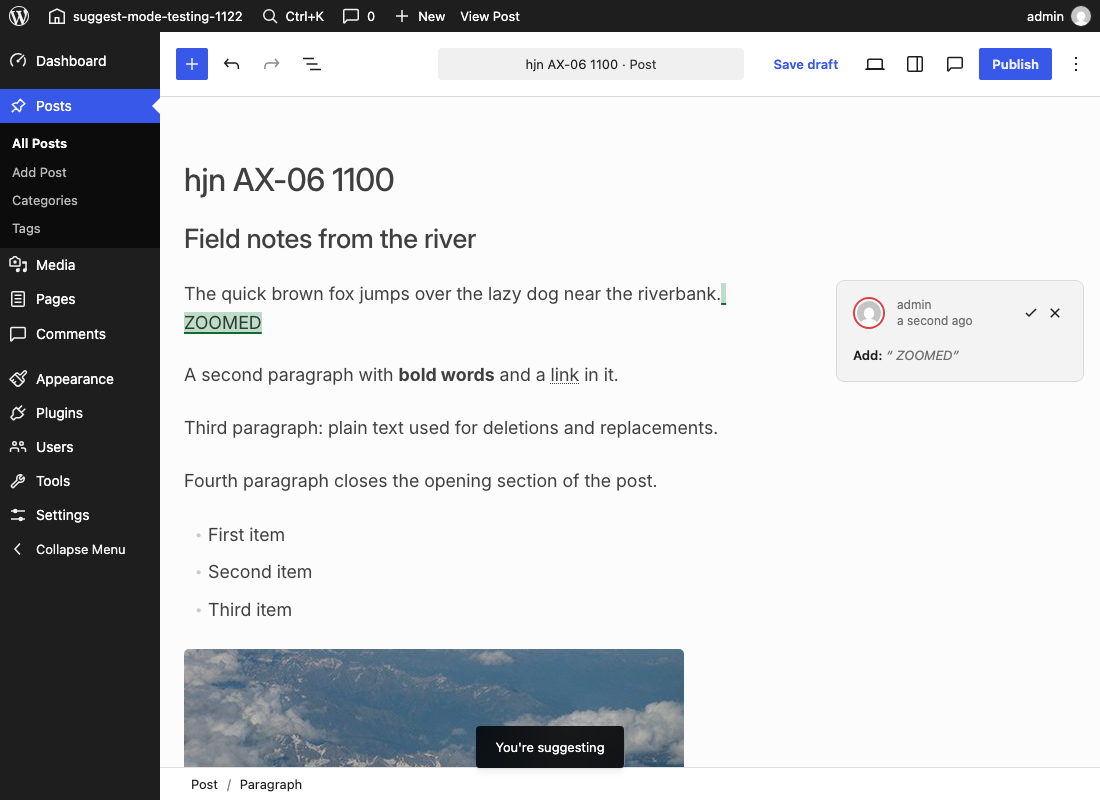 suggest-mode-testing-1122 Ctrl+K 0 New View Post admin
Dashboard
Posts
All Posts
Add Post
Categories
Tags
Media
Pages
Comments
Appearance
Plugins
Users
Tools
Settings
Collapse Menu
hjn AX-06 1100 · Post Save draft Publish
hjn AX-06 1100
Field notes from the river
The quick brown fox jumps over the lazy dog near the riverbank.
ZOOMED
A second paragraph with bold words and a link in it.
Third paragraph: plain text used for deletions and replacements.
Fourth paragraph closes the opening section of the post.
• First item
• Second item
• Third item
admin
a second ago
Add: “ ZOOMED”
You're suggesting
Post / Paragraph